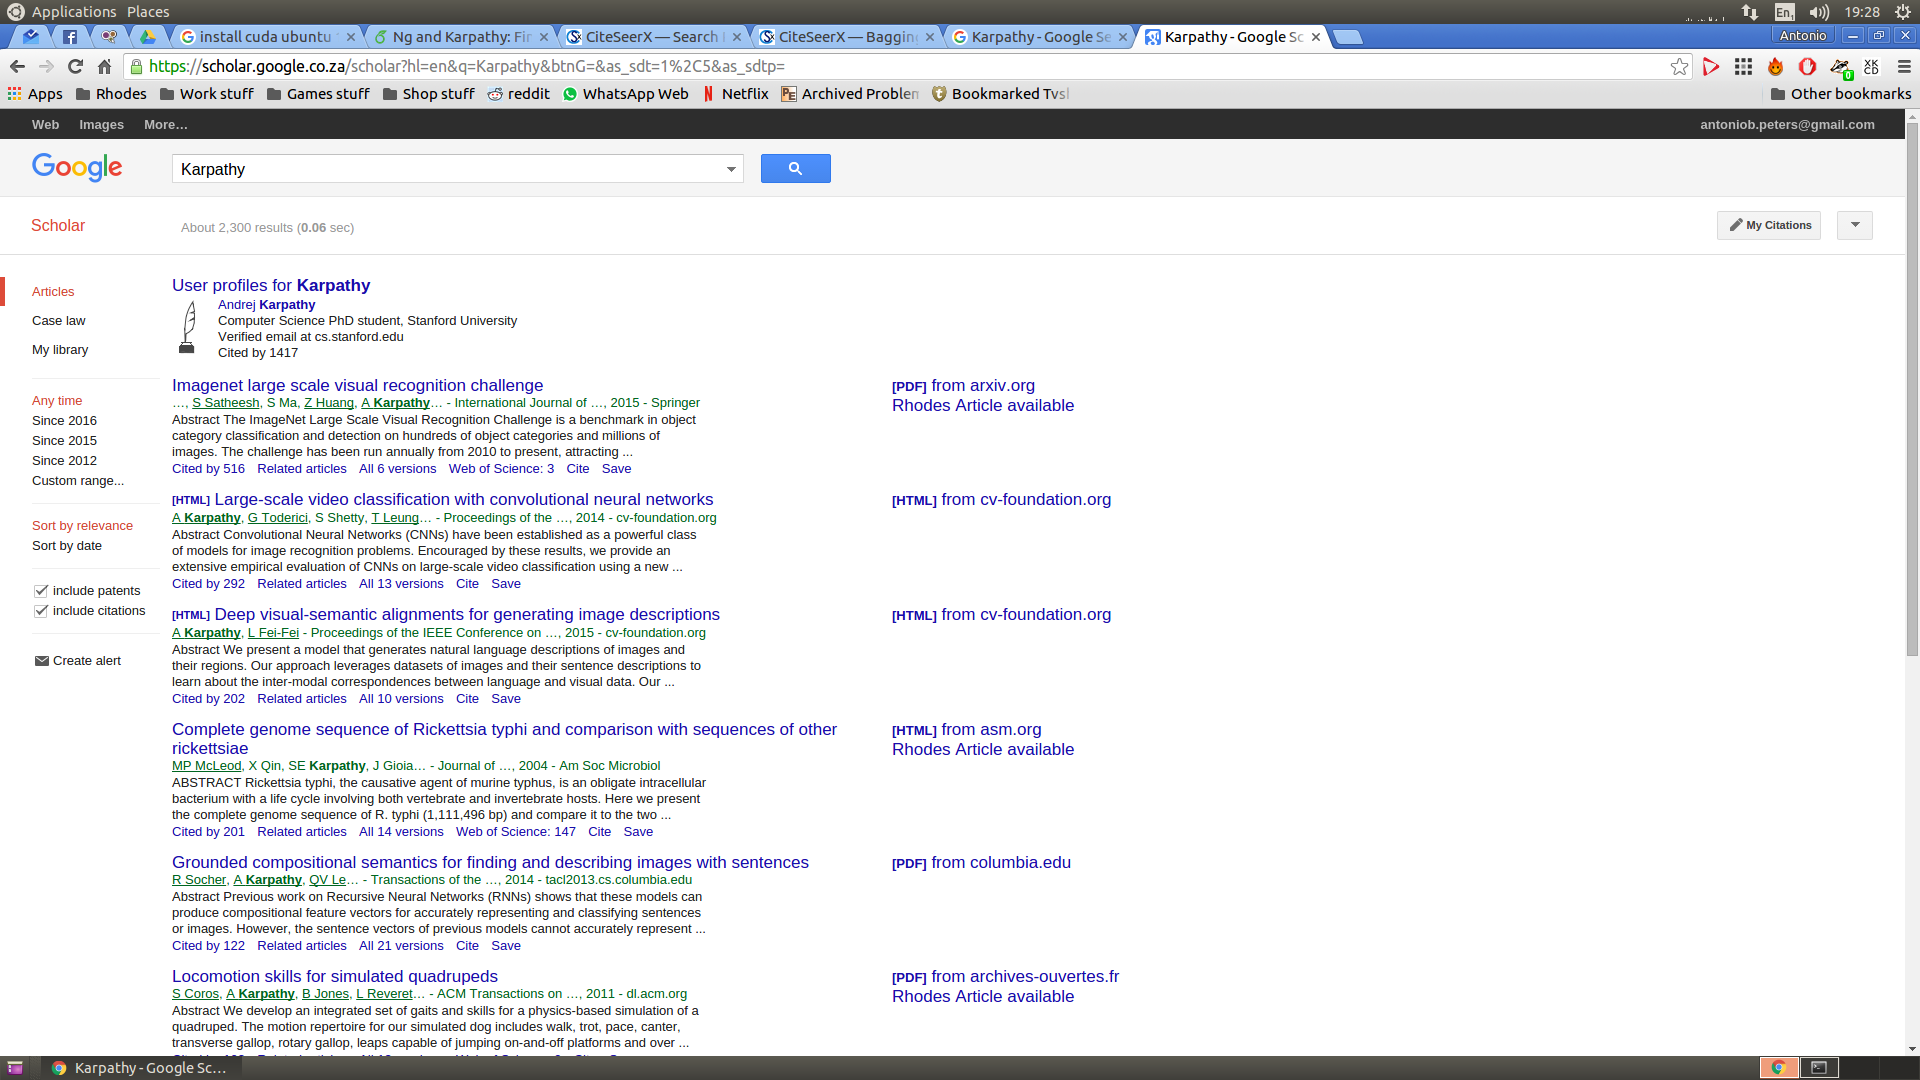 Applications Places
En1 19:28
install cuda ubuntu
Ng and Karpathy: Fir
CiteSeerX — Search
CiteSeerX — Bagging
Karpathy - Google Se
Karpathy - Google Sc
Antonio
https://scholar.google.co.za/scholar?hl=en&q=Karpathy&btnG=&as_sdt=1%2C5&as_sdtp=
0
XK
CD
Apps Rhodes Work stuff Games stuff Shop stuff reddit WhatsApp Web Netflix Archived Problem Bookmarked Tvsl Other bookmarks
Web Images More… antoniob.peters@gmail.com
Google Karpathy
Scholar About 2,300 results (0.06 sec) My Citations
Articles
Case law
My library
Any time
Since 2016
Since 2015
Since 2012
Custom range...
Sort by relevance
Sort by date
include patents
include citations
Create alert
User profiles for Karpathy
Andrej Karpathy
Computer Science PhD student, Stanford University
Verified email at cs.stanford.edu
Cited by 1417
Imagenet large scale visual recognition challenge
…, S Satheesh, S Ma, Z Huang, A Karpathy… - International Journal of …, 2015 - Springer
Abstract The ImageNet Large Scale Visual Recognition Challenge is a benchmark in object
category classification and detection on hundreds of object categories and millions of
images. The challenge has been run annually from 2010 to present, attracting ...
Cited by 516 Related articles All 6 versions Web of Science: 3 Cite Save
[PDF] from arxiv.org
Rhodes Article available
[HTML] Large-scale video classification with convolutional neural networks
A Karpathy, G Toderici, S Shetty, T Leung… - Proceedings of the …, 2014 - cv-foundation.org
Abstract Convolutional Neural Networks (CNNs) have been established as a powerful class
of models for image recognition problems. Encouraged by these results, we provide an
extensive empirical evaluation of CNNs on large-scale video classification using a new ...
Cited by 292 Related articles All 13 versions Cite Save
[HTML] from cv-foundation.org
[HTML] Deep visual-semantic alignments for generating image descriptions
A Karpathy, L Fei-Fei - Proceedings of the IEEE Conference on …, 2015 - cv-foundation.org
Abstract We present a model that generates natural language descriptions of images and
their regions. Our approach leverages datasets of images and their sentence descriptions to
learn about the inter-modal correspondences between language and visual data. Our ...
Cited by 202 Related articles All 10 versions Cite Save
[HTML] from cv-foundation.org
Complete genome sequence of Rickettsia typhi and comparison with sequences of other
rickettsiae
MP McLeod, X Qin, SE Karpathy, J Gioia… - Journal of …, 2004 - Am Soc Microbiol
ABSTRACT Rickettsia typhi, the causative agent of murine typhus, is an obligate intracellular
bacterium with a life cycle involving both vertebrate and invertebrate hosts. Here we present
the complete genome sequence of R. typhi (1,111,496 bp) and compare it to the two ...
Cited by 201 Related articles All 14 versions Web of Science: 147 Cite Save
[HTML] from asm.org
Rhodes Article available
Grounded compositional semantics for finding and describing images with sentences
R Socher, A Karpathy, QV Le… - Transactions of the …, 2014 - tacl2013.cs.columbia.edu
Abstract Previous work on Recursive Neural Networks (RNNs) shows that these models can
produce compositional feature vectors for accurately representing and classifying sentences
or images. However, the sentence vectors of previous models cannot accurately represent ...
Cited by 122 Related articles All 21 versions Cite Save
[PDF] from columbia.edu
Locomotion skills for simulated quadrupeds
S Coros, A Karpathy, B Jones, L Reveret… - ACM Transactions on …, 2011 - dl.acm.org
Abstract We develop an integrated set of gaits and skills for a physics-based simulation of a
quadruped. The motion repertoire for our simulated dog includes walk, trot, pace, canter,
transverse gallop, rotary gallop, leaps capable of jumping on-and-off platforms and over ...
[PDF] from archives-ouvertes.fr
Rhodes Article available
Karpathy - Google Sc...